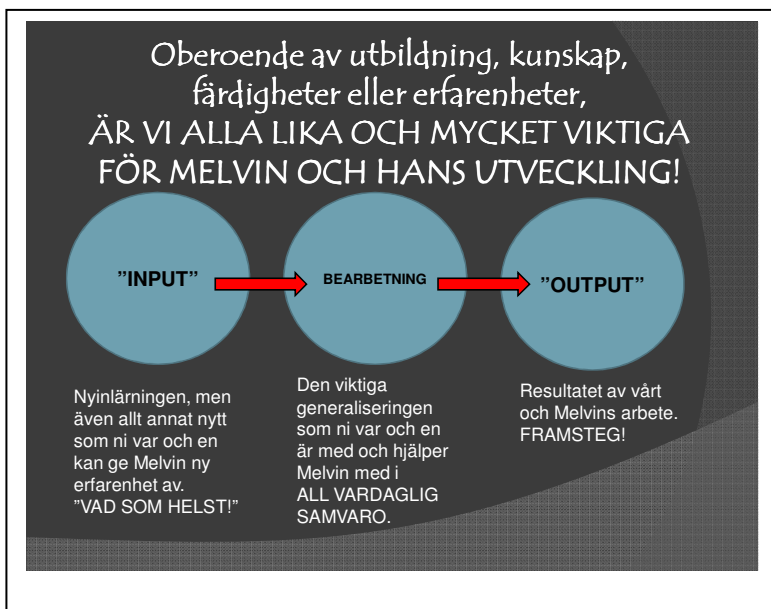 Oberoende av utbildning, kunskap,
färdigheter eller erfarenheter,
ÄR VI ALLA LIKA OCH MYCKET VIKTIGA
FÖR MELVIN OCH HANS UTVECKLING!
”INPUT”
BEARBETNING
”OUTPUT”
Nyinlärningen, men
även allt annat nytt
som ni var och en
kan ge Melvin ny
erfarenhet av.
”VAD SOM HELST!”
Den viktiga
generaliseringen
som ni var och en
är med och hjälper
Melvin med i
ALL VARDAGLIG
SAMVARO.
Resultatet av vårt
och Melvins arbete.
FRAMSTEG!